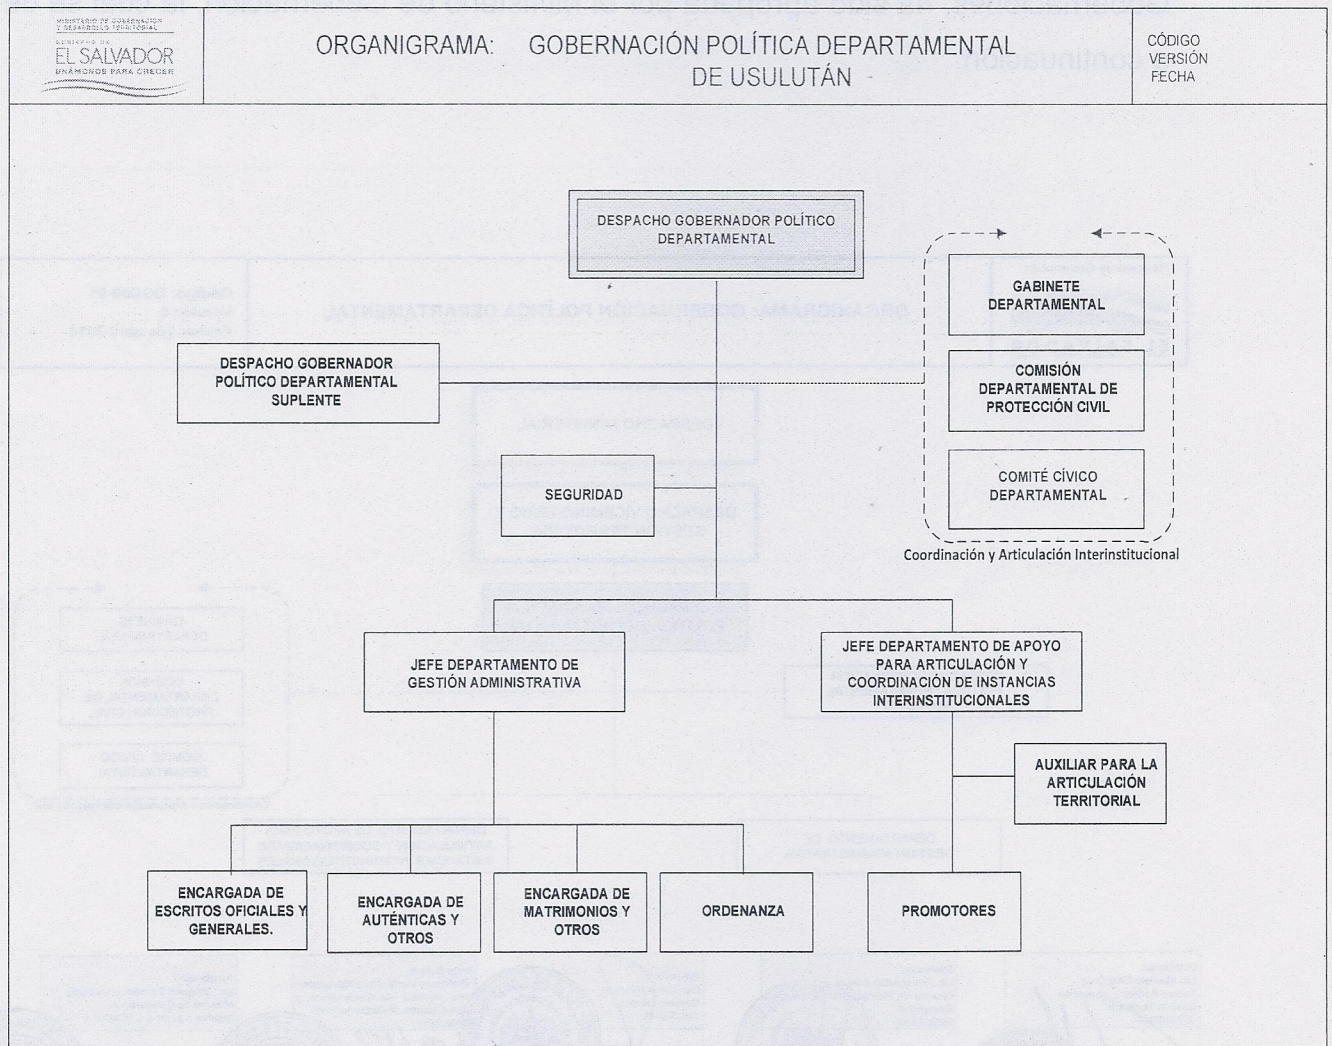 MINISTERIO DE GOBERNACIÓN
Y DESARROLLO TERRITORIAL
GOBIERNO DE
EL SALVADOR
UNÁMONOS PARA CRECER
ORGANIGRAMA: GOBERNACIÓN POLÍTICA DEPARTAMENTAL
DE USULUTÁN
CÓDIGO
VERSIÓN
FECHA
DESPACHO GOBERNADOR POLÍTICO
DEPARTAMENTAL
GABINETE
DEPARTAMENTAL
DESPACHO GOBERNADOR
POLÍTICO DEPARTAMENTAL
SUPLENTE
COMISIÓN
DEPARTAMENTAL DE
PROTECCIÓN CIVIL
SEGURIDAD
COMITÉ CÍVICO
DEPARTAMENTAL
Coordinación y Articulación Interinstitucional
JEFE DEPARTAMENTO DE
GESTIÓN ADMINISTRATIVA
JEFE DEPARTAMENTO DE APOYO
PARA ARTICULACIÓN Y
COORDINACIÓN DE INSTANCIAS
INTERINSTITUCIONALES
AUXILIAR PARA LA
ARTICULACIÓN
TERRITORIAL
ENCARGADA DE
ESCRITOS OFICIALES Y
GENERALES.
ENCARGADA DE
AUTÉNTICAS Y
OTROS
ENCARGADA DE
MATRIMONIOS Y
OTROS
ORDENANZA
PROMOTORES